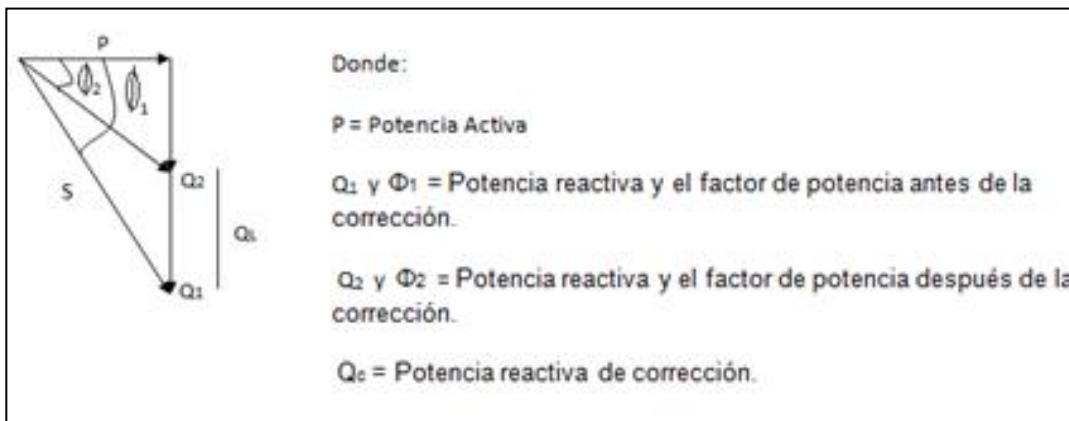 P
Φ2
Φ1
S
Q2
Qc
Q1
Donde:
P = Potencia Activa
Q1 y Φ1 = Potencia reactiva y el factor de potencia antes de la
corrección.
Q2 y Φ2 = Potencia reactiva y el factor de potencia después de la
corrección.
Qc = Potencia reactiva de corrección.